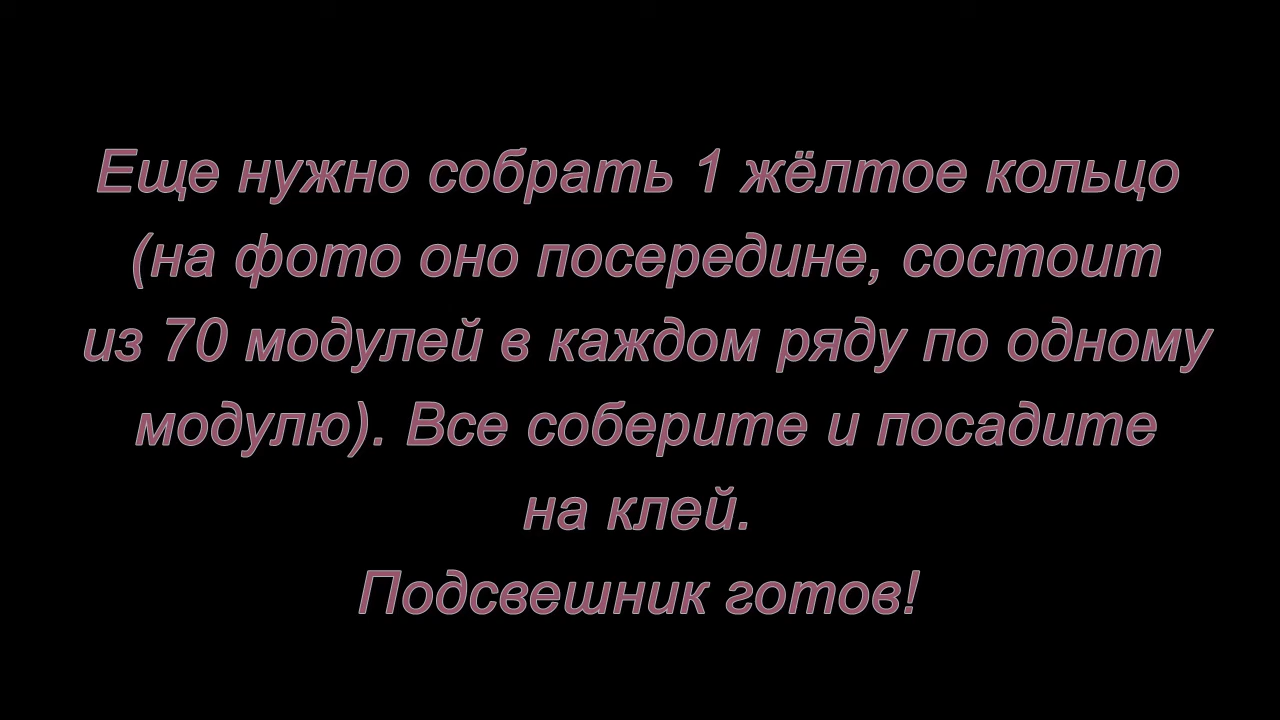 Еще нужно собрать 1 жёлтое кольцо
(на фото оно посередине, состоит
из 70 модулей в каждом ряду по одному
модулю). Все соберите и посадите
на клей.
Подсвешник готов!